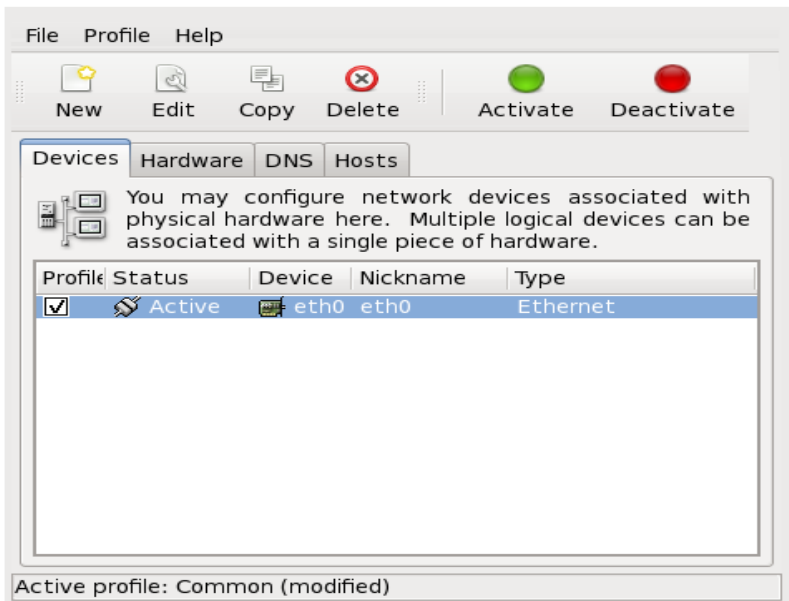 File Profile Help
New Edit Copy Delete Activate Deactivate
Devices Hardware DNS Hosts
You may configure network devices associated with
physical hardware here. Multiple logical devices can be
associated with a single piece of hardware.
Profile Status Device Nickname Type
Active eth0 eth0 Ethernet
Active profile: Common (modified)